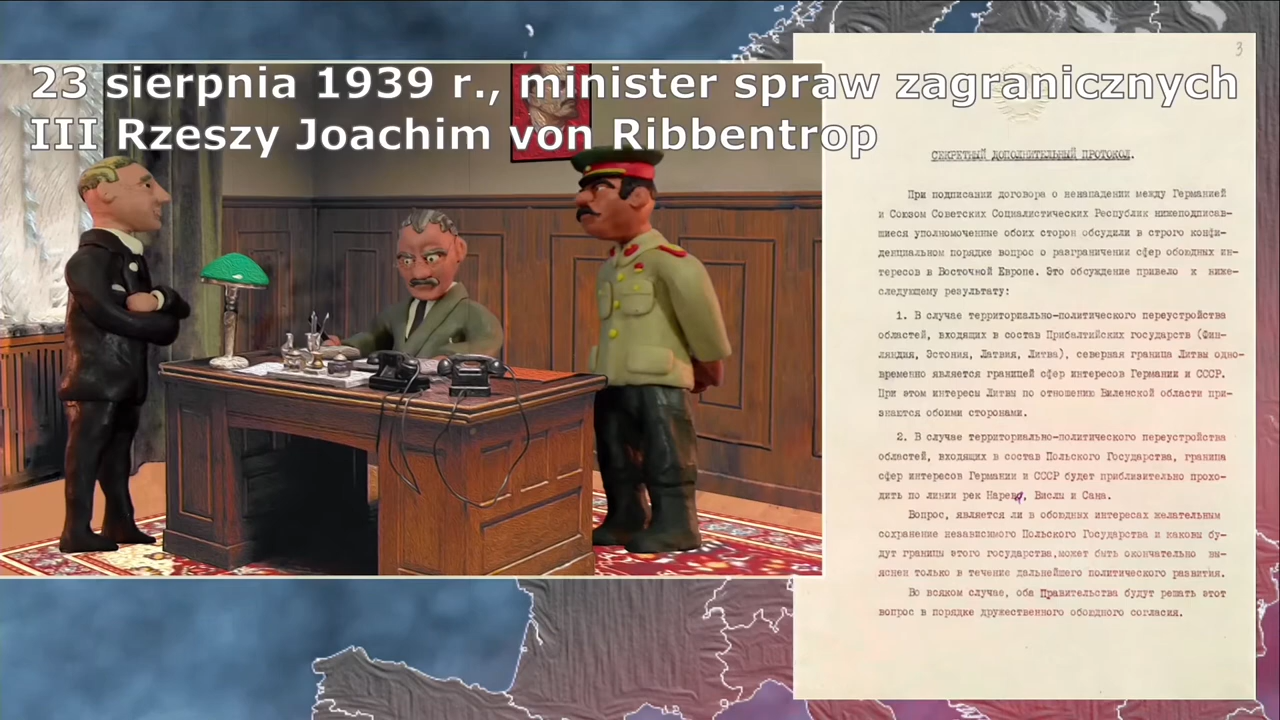 23 sierpnia 1939 r., minister spraw zagranicznych
III Rzeszy Joachim von Ribbentrop
3
СЕКРЕТНЫЙ ДОПОЛНИТЕЛЬНЫЙ ПРОТОКОЛ.
При подписании договора о ненападении между Германией
и Союзом Советских Социалистических Республик нижеподписав-
шиеся уполномоченные обоих сторон обсудили в строго конфи-
денциальном порядке вопрос о разграничении сфер обоюдных ин-
тересов в Восточной Европе. Это обсуждение привело к ниже-
следующему результату:
1. В случае территориально-политического переустройства
областей, входящих в состав Прибалтийских государств (Фин-
ляндия, Эстония, Латвия, Литва), северная граница Литвы одно-
временно является границей сфер интересов Германии и СССР.
При этом интересы Литвы по отношению Виленской области при-
знаются обоими сторонами.
2. В случае территориально-политического переустройства
областей, входящих в состав Польского Государства, граница
сфер интересов Германии и СССР будет приблизительно прохо-
дить по линии рек Нарева, Вислы и Сана.
Вопрос, является ли в обоюдных интересах желательным
сохранение независимого Польского Государства и каковы бу-
дут границы этого государства, может быть окончательно вы-
яснен только в течение дальнейшего политического развития.
Во всяком случае, оба Правительства будут решать этот
вопрос в порядке дружественного обоюдного согласия.